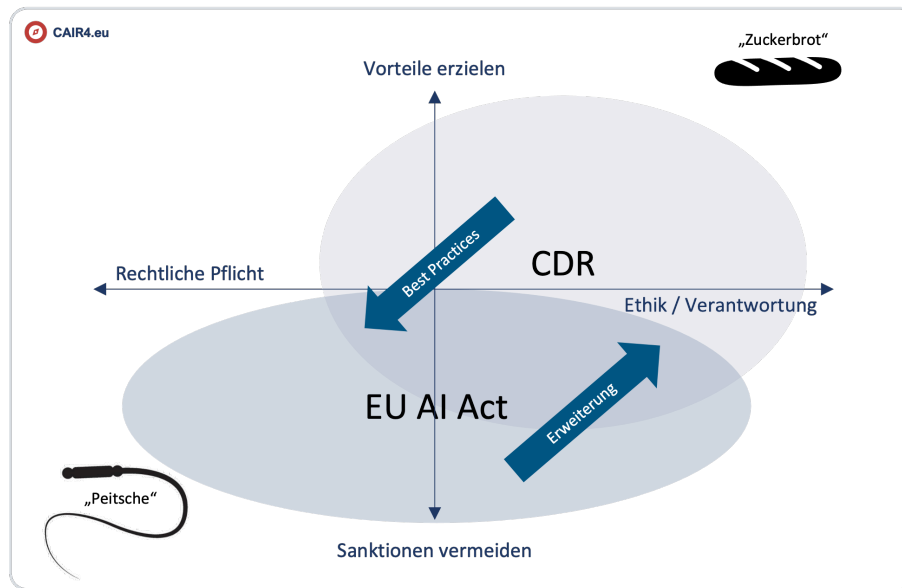 CAIR4.eu
„Zuckerbrot“
Vorteile erzielen
Best Practices
CDR
Rechtliche Pflicht
Ethik / Verantwortung
EU AI Act
Erweiterung
„Peitsche“
Sanktionen vermeiden